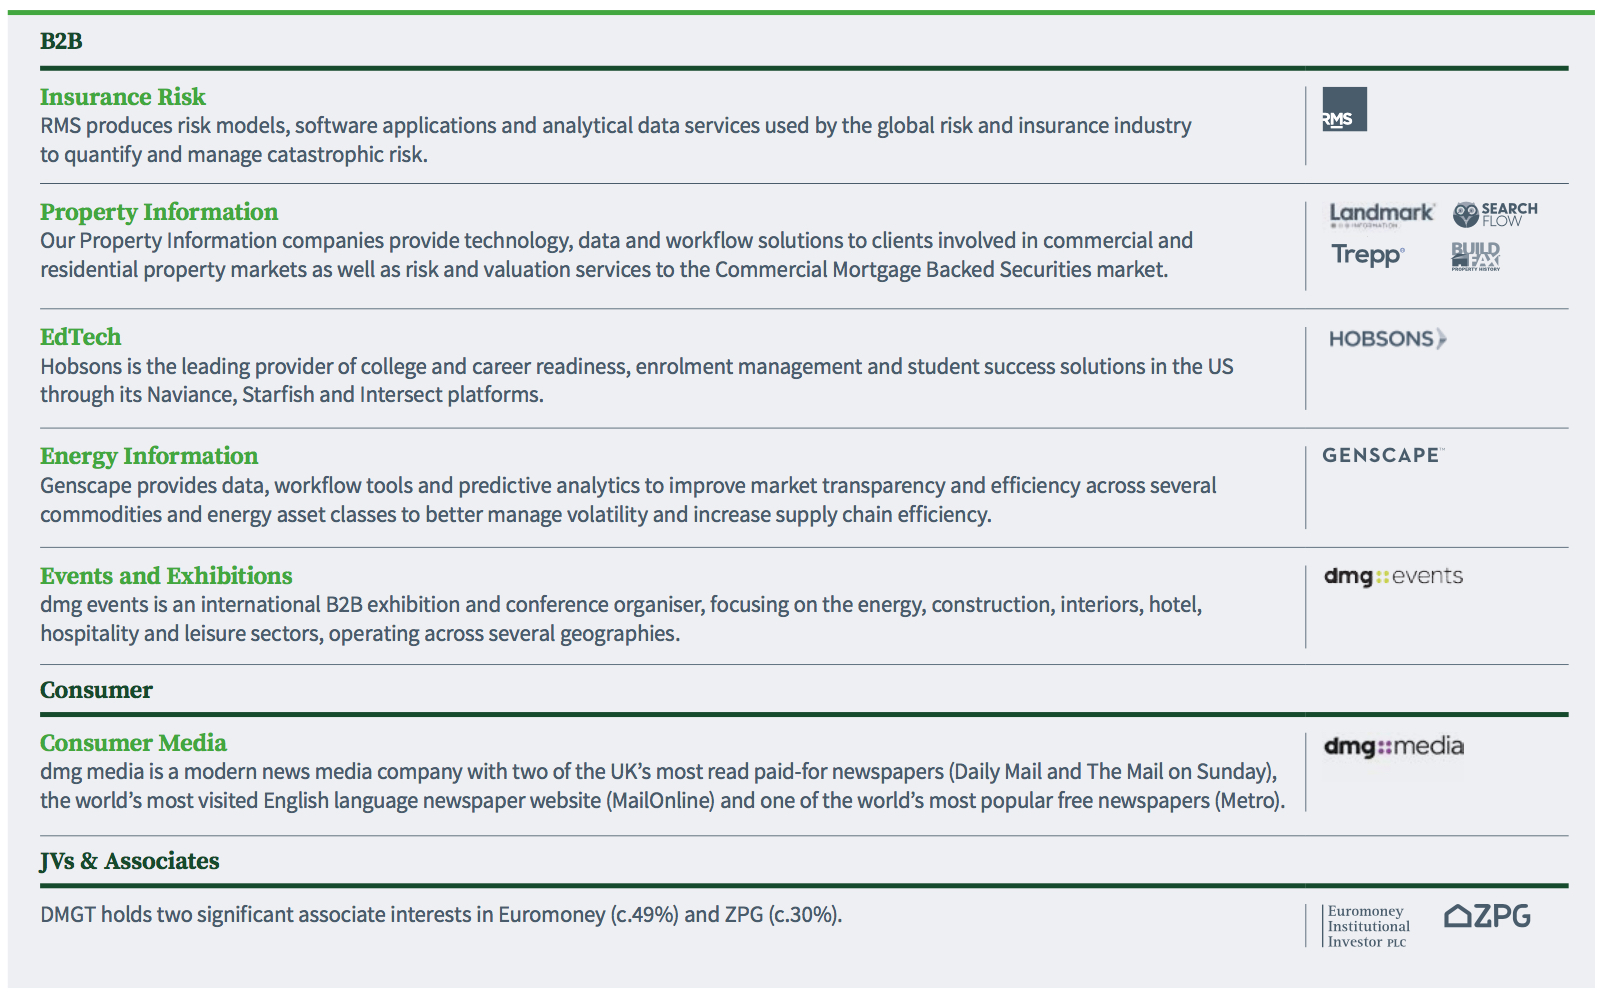 B2B
Insurance Risk
RMS produces risk models, software applications and analytical data services used by the global risk and insurance industry
to quantify and manage catastrophic risk.
RMS
Property Information
Our Property Information companies provide technology, data and workflow solutions to clients involved in commercial and
residential property markets as well as risk and valuation services to the Commercial Mortgage Backed Securities market.
Landmark®
INFORMATION
SEARCH
FLOW
Trepp®
BUILD
FAX
PROPERTY HISTORY
EdTech
Hobsons is the leading provider of college and career readiness, enrolment management and student success solutions in the US
through its Naviance, Starfish and Intersect platforms.
HOBSONS
Energy Information
Genscape provides data, workflow tools and predictive analytics to improve market transparency and efficiency across several
commodities and energy asset classes to better manage volatility and increase supply chain efficiency.
GENSCAPE™
Events and Exhibitions
dmg events is an international B2B exhibition and conference organiser, focusing on the energy, construction, interiors, hotel,
hospitality and leisure sectors, operating across several geographies.
dmg::events
Consumer
Consumer Media
dmg media is a modern news media company with two of the UK's most read paid-for newspapers (Daily Mail and The Mail on Sunday),
the world's most visited English language newspaper website (MailOnline) and one of the world's most popular free newspapers (Metro).
dmg::media
JVs & Associates
DMGT holds two significant associate interests in Euromoney (c.49%) and ZPG (c.30%).
Euromoney
Institutional
Investor PLC
ZPG